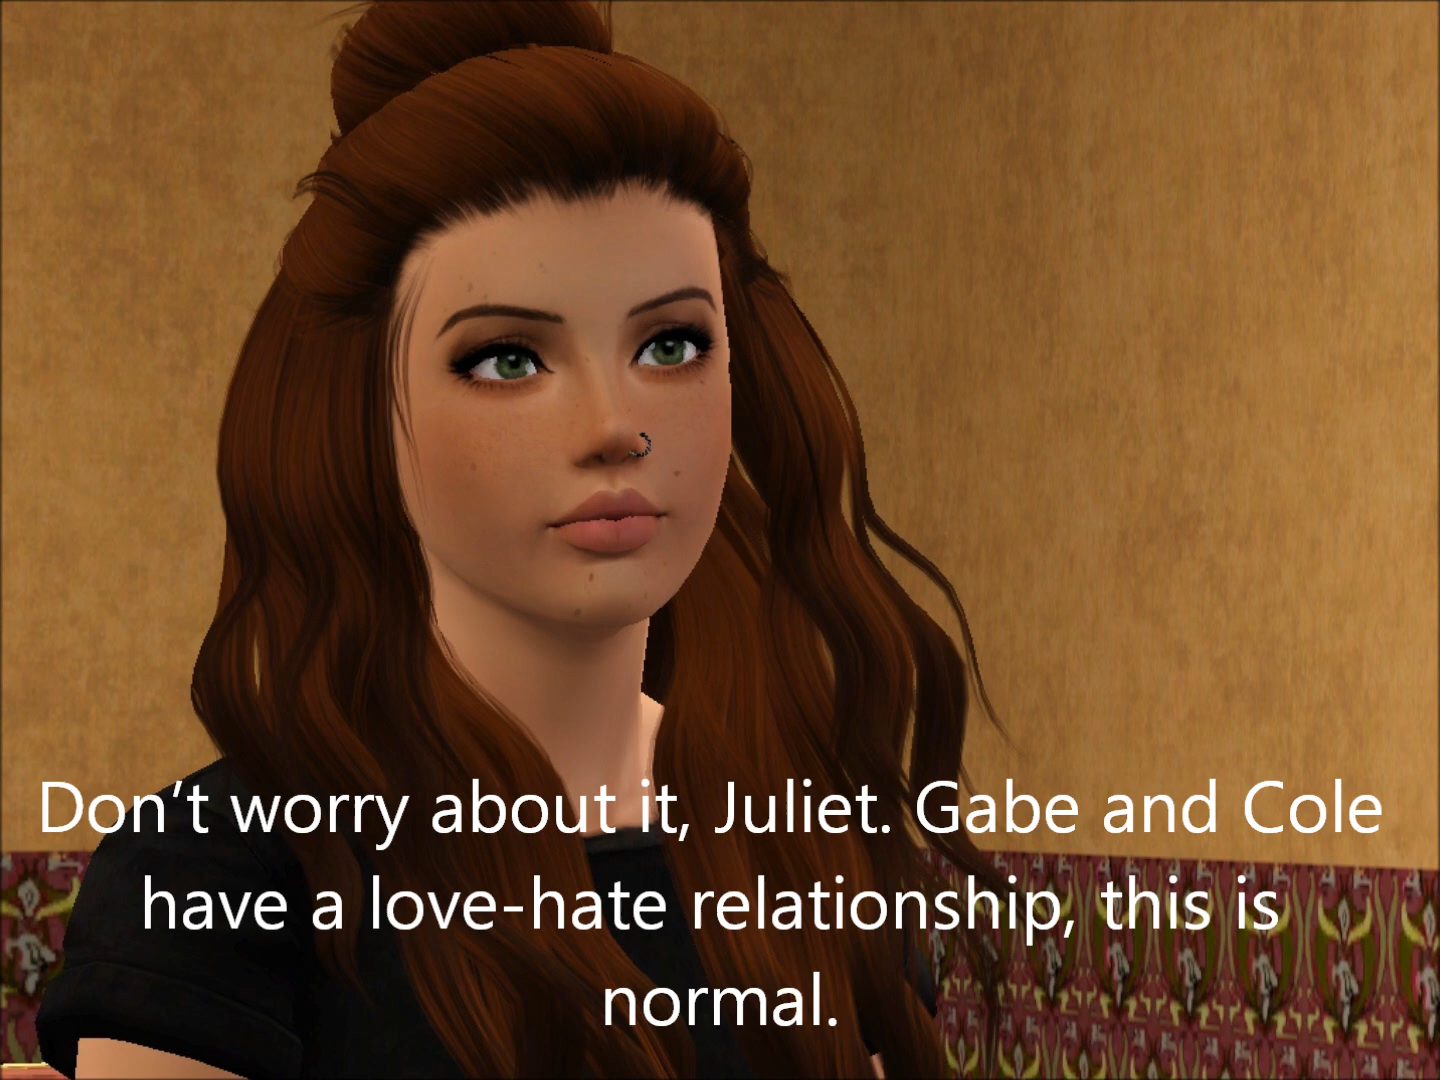 Don‘t worry about it, Juliet. Gabe and Cole
have a love-hate relationship, this is
normal.